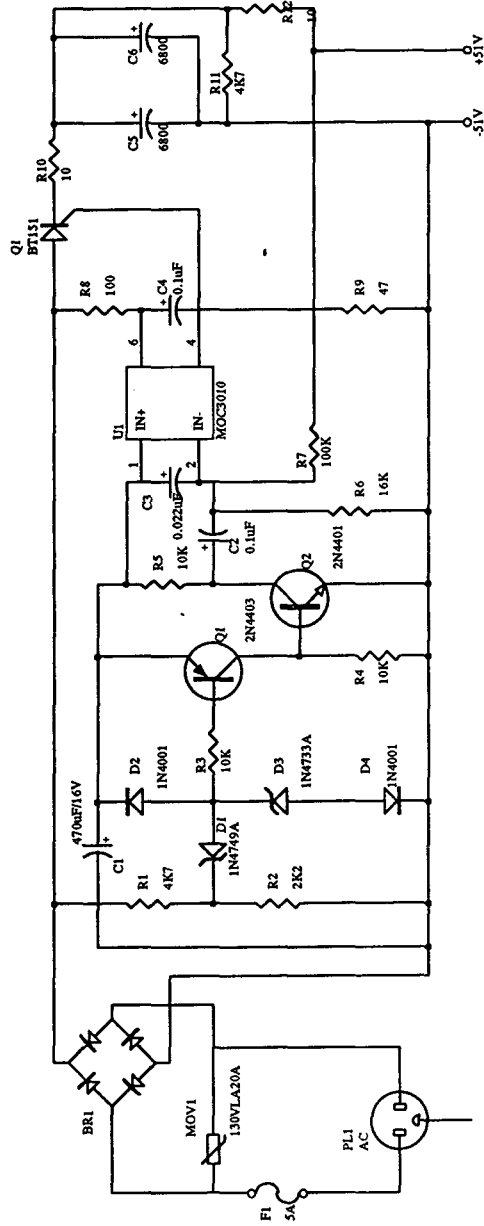 F1
5A
PL1
AC
MOV1
130VLA20A
BR1
C1
470uF/16V
R1
4K7
R2
2K2
D1
1N4749A
D2
1N4001
D3
1N4733A
D4
1N4001
R3
10K
Q1
2N4403
R4
10K
R5
10K
C2
0.1uF
Q2
2N4401
C3
0.022uF
U1
1
IN+
6
2
IN-
4
MOC3010
R6
16K
R7
100K
R8
100
C4
0.1uF
R9
47
Q1
BT151
R10
10
C5
6800
C6
6800
R11
4K7
R12
10
-51V
+51V